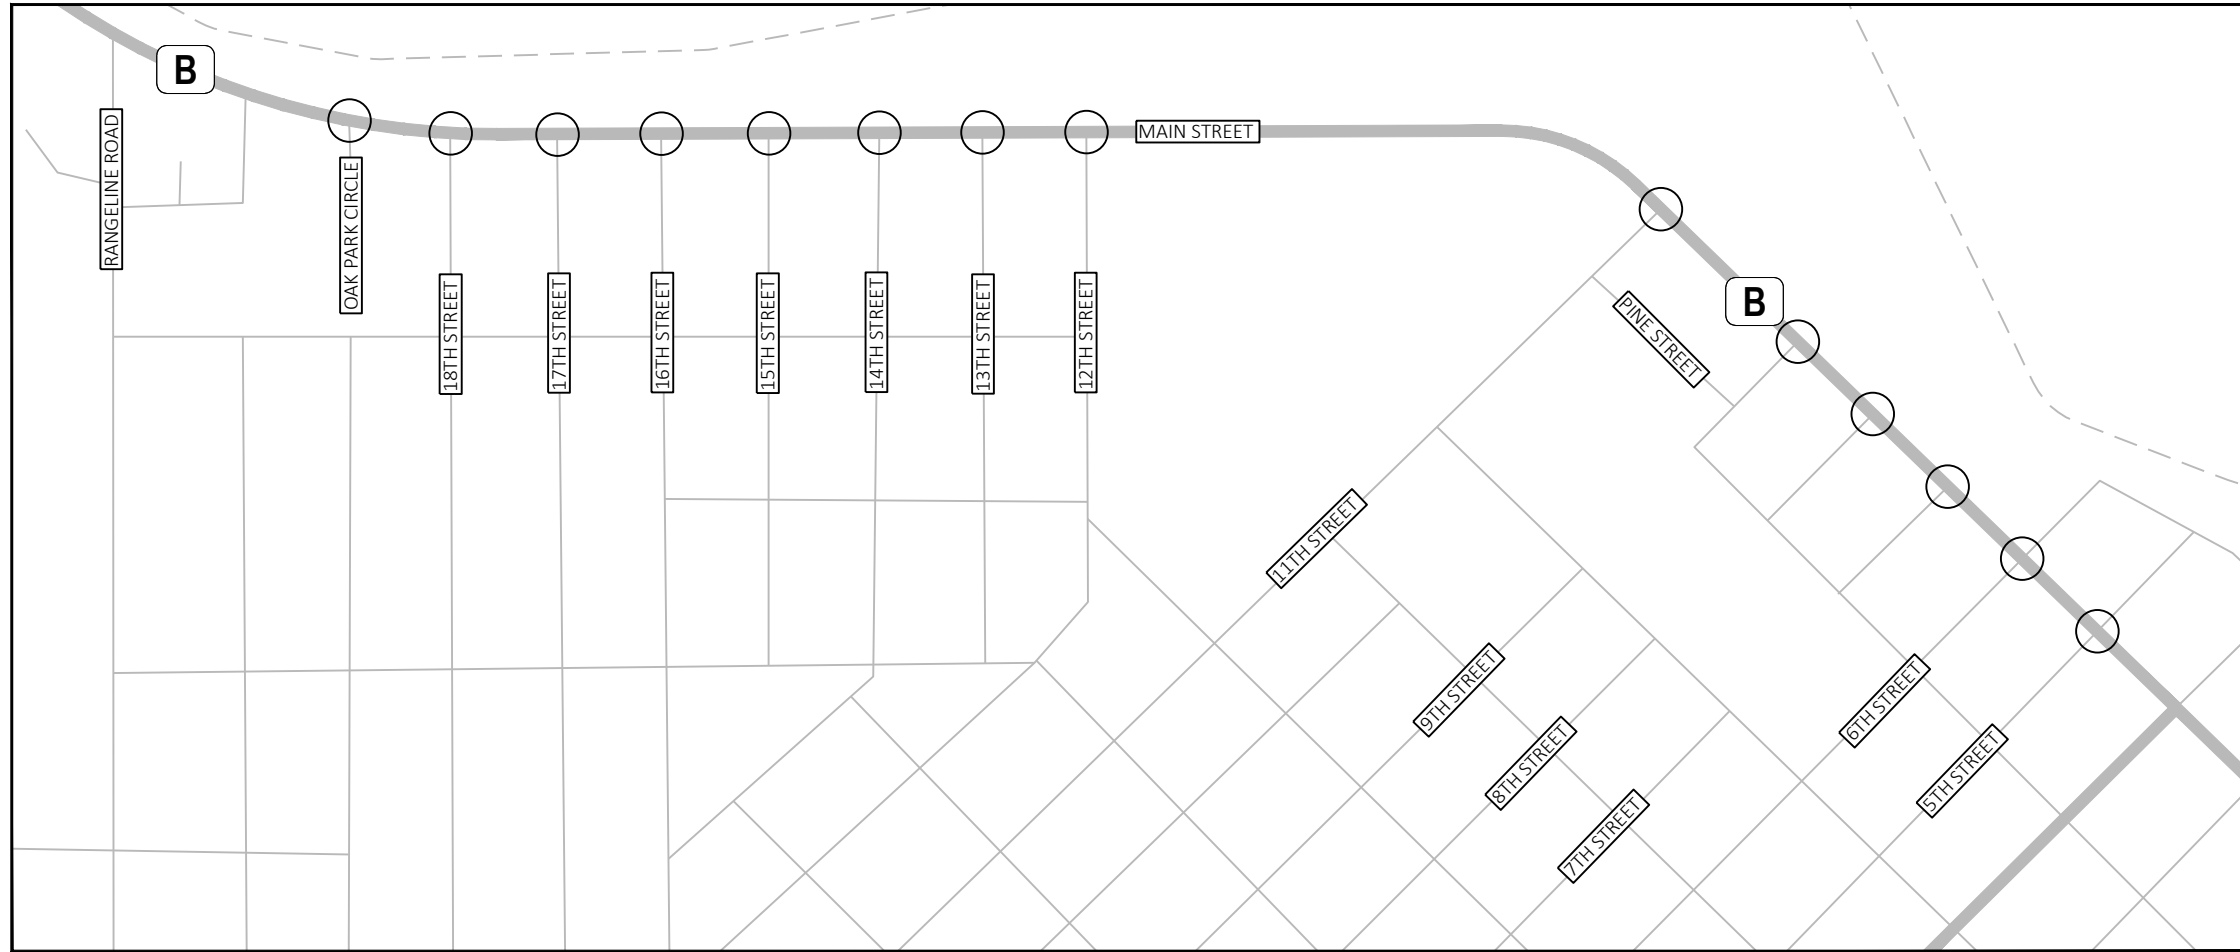 B
RANGELINE ROAD
OAK PARK CIRCLE
18TH STREET
17TH STREET
16TH STREET
15TH STREET
14TH STREET
13TH STREET
12TH STREET
MAIN STREET
B
PINE STREET
11TH STREET
9TH STREET
8TH STREET
7TH STREET
6TH STREET
5TH STREET